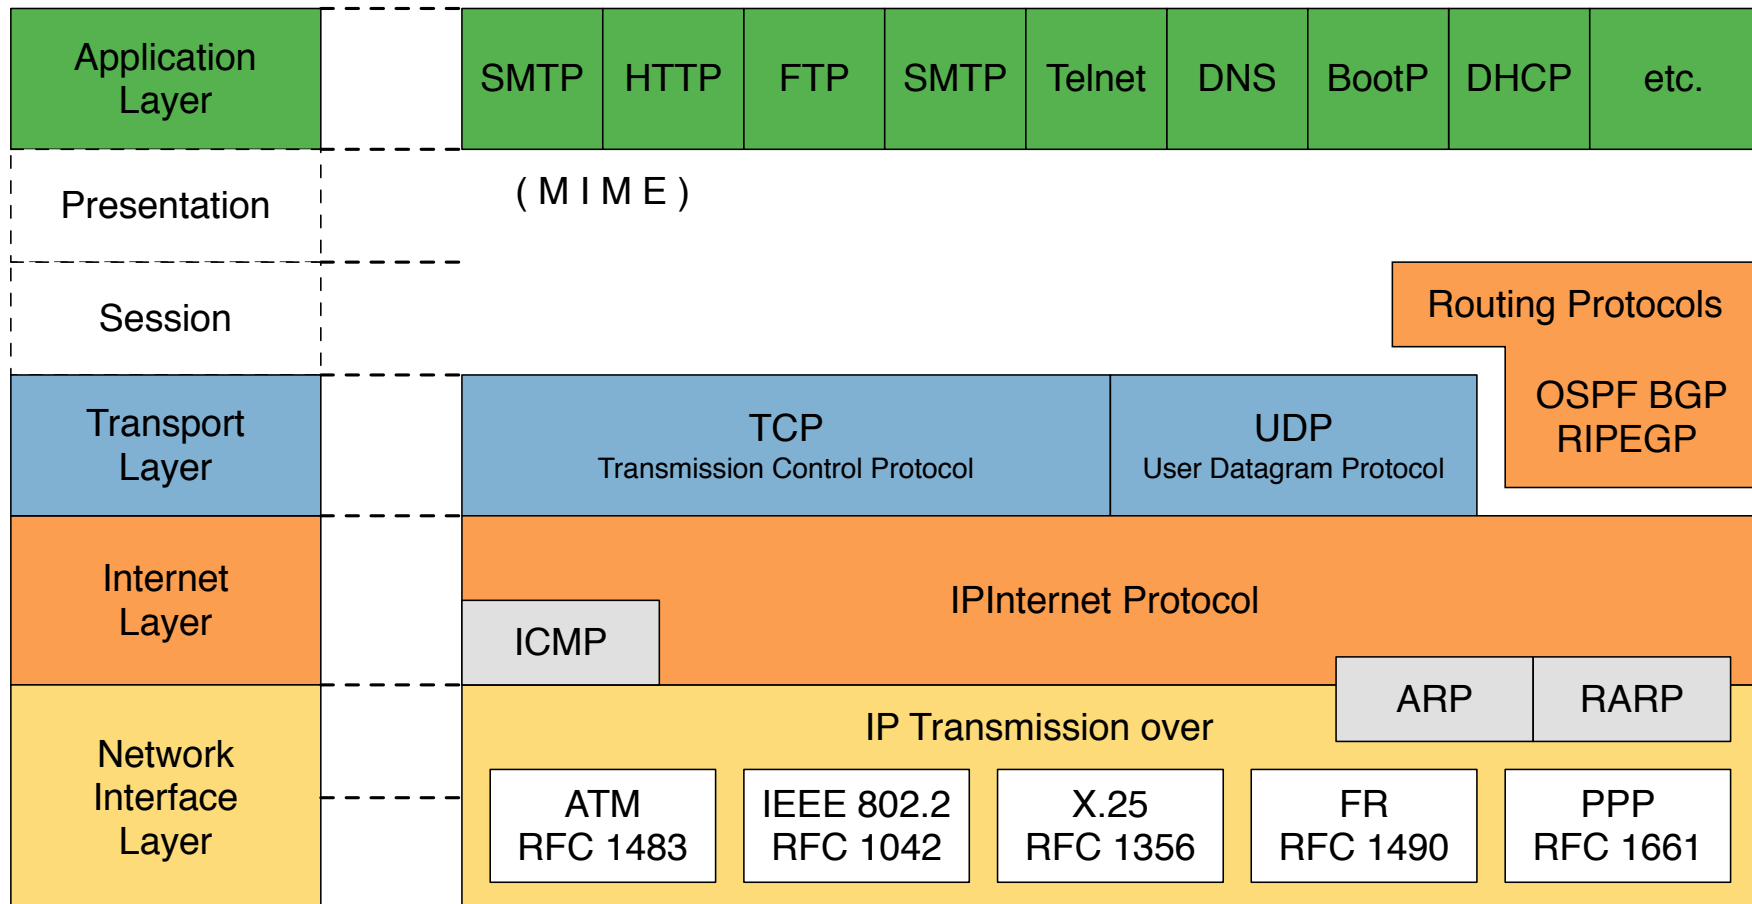 Application
Layer
SMTP HTTP FTP SMTP Telnet DNS BootP DHCP etc.
Presentation
( M I M E )
Session
Routing Protocols
OSPF BGP
RIPEGP
Transport
Layer
TCP
Transmission Control Protocol
UDP
User Datagram Protocol
Internet
Layer
IPInternet Protocol
ICMP
ARP
RARP
Network
Interface
Layer
IP Transmission over
ATM
RFC 1483
IEEE 802.2
RFC 1042
X.25
RFC 1356
FR
RFC 1490
PPP
RFC 1661